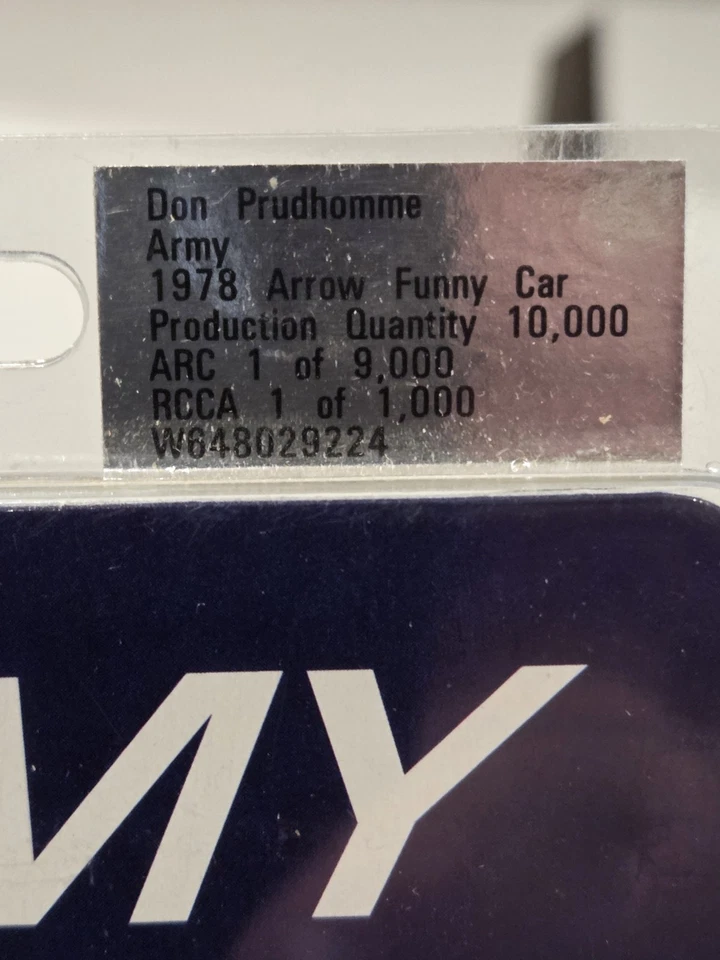 Don Prudhomme
Army
1978 Arrow Funny Car
Production Quantity 10,000
ARC 1 of 9,000
RCCA 1 of 1,000
W648029224
MY